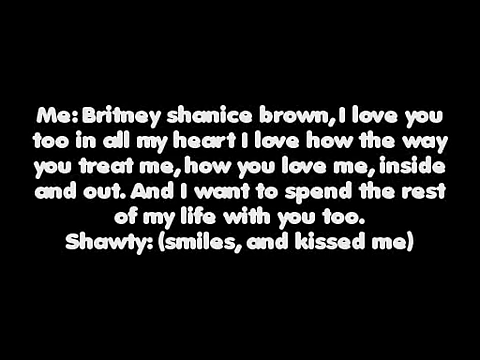 Me: Britney shanice brown, I love you
too in all my heart I love how the way
you treat me, how you love me, inside
and out. And I want to spend the rest
of my life with you too.
Shawty: (smiles, and kissed me)